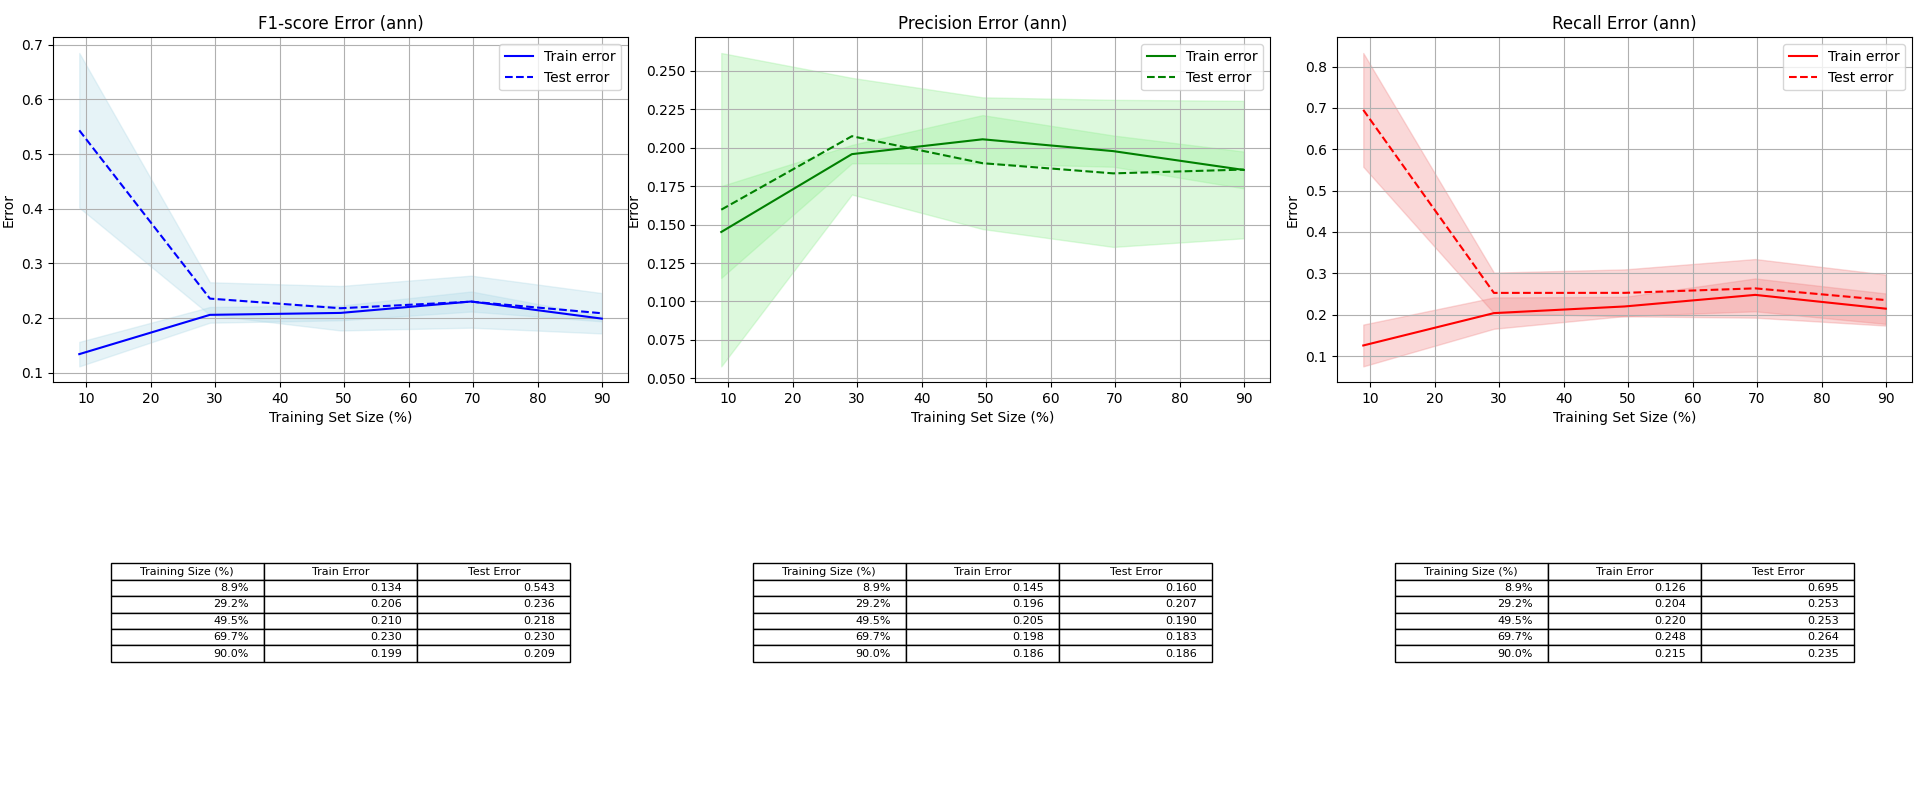 F1-score Error (ann)
Error
0.7
0.6
0.5
0.4
0.3
0.2
0.1
Train error
Test error
10 20 30 40 50 60 70 80 90
Training Set Size (%)
Precision Error (ann)
Error
0.250
0.225
0.200
0.175
0.150
0.125
0.100
0.075
0.050
Train error
Test error
10 20 30 40 50 60 70 80 90
Training Set Size (%)
Recall Error (ann)
Error
0.8
0.7
0.6
0.5
0.4
0.3
0.2
0.1
Train error
Test error
10 20 30 40 50 60 70 80 90
Training Set Size (%)
Training Size (%) Train Error Test Error
8.9% 0.134 0.543
29.2% 0.206 0.236
49.5% 0.210 0.218
69.7% 0.230 0.230
90.0% 0.199 0.209
Training Size (%) Train Error Test Error
8.9% 0.145 0.160
29.2% 0.196 0.207
49.5% 0.205 0.190
69.7% 0.198 0.183
90.0% 0.186 0.186
Training Size (%) Train Error Test Error
8.9% 0.126 0.695
29.2% 0.204 0.253
49.5% 0.220 0.253
69.7% 0.248 0.264
90.0% 0.215 0.235